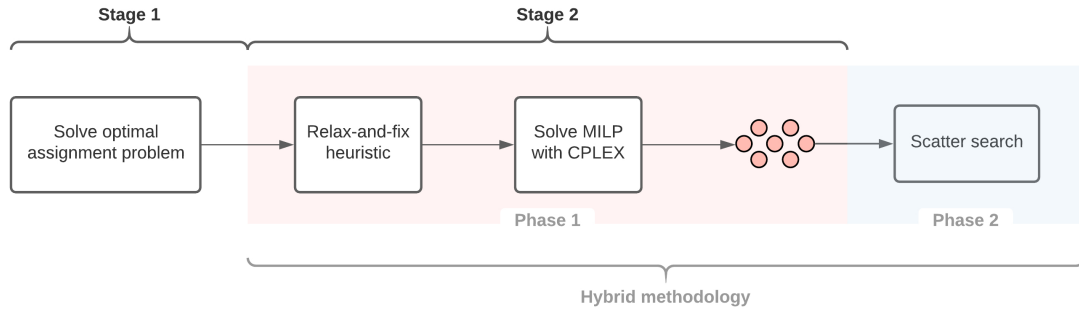 Stage 1
Stage 2
Solve optimal
assignment problem
Relax-and-fix
heuristic
Solve MILP
with CPLEX
Scatter search
Phase 1
Phase 2
Hybrid methodology